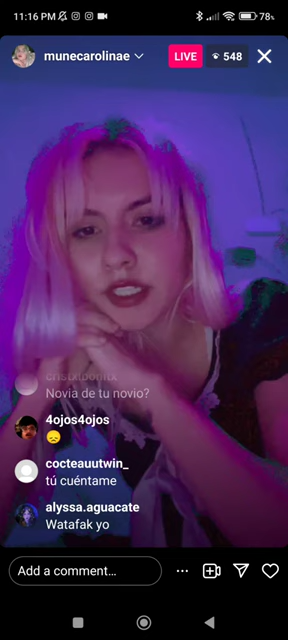 11:16 PM
78%
munecarolinae
LIVE
548
Novia de tu novio?
4ojos4ojos
cocteauutwin_
tú cuéntame
alyssa.aguacate
Watafak yo
Add a comment...